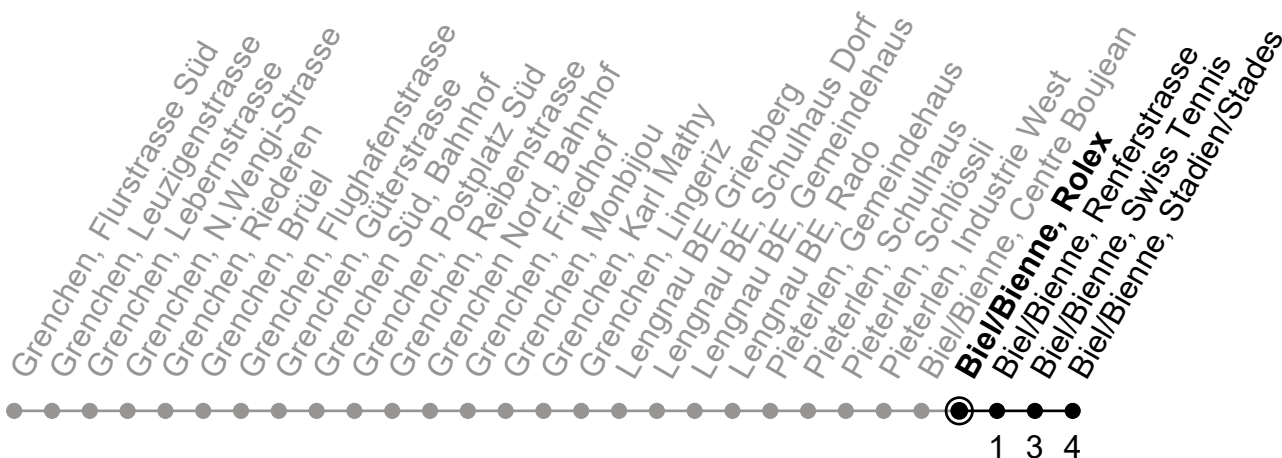 Grenchen, Flurstrasse Süd
Grenchen, Leuzigenstrasse
Grenchen, Lebernstrasse
Grenchen, N.Wengi-Strasse
Grenchen, Riederen
Grenchen, Brüel
Grenchen, Flughafenstrasse
Grenchen, Güterstrasse
Grenchen Süd, Bahnhof
Grenchen, Postplatz Süd
Grenchen, Reibenstrasse
Grenchen Nord, Bahnhof
Grenchen, Friedhof
Grenchen, Monbijou
Grenchen, Karl Mathy
Grenchen, Lingeriz
Lengnau BE, Grienberg
Lengnau BE, Schulhaus Dorf
Lengnau BE, Gemeindehaus
Lengnau BE, Rado
Pieterlen, Gemeindehaus
Pieterlen, Schulhaus
Pieterlen, Schlössli
Pieterlen, Industrie West
Biel/Bienne, Centre Boujean
Biel/Bienne, Rolex
Biel/Bienne, Renferstrasse
Biel/Bienne, Swiss Tennis
Biel/Bienne, Stadien/Stades
1 3 4